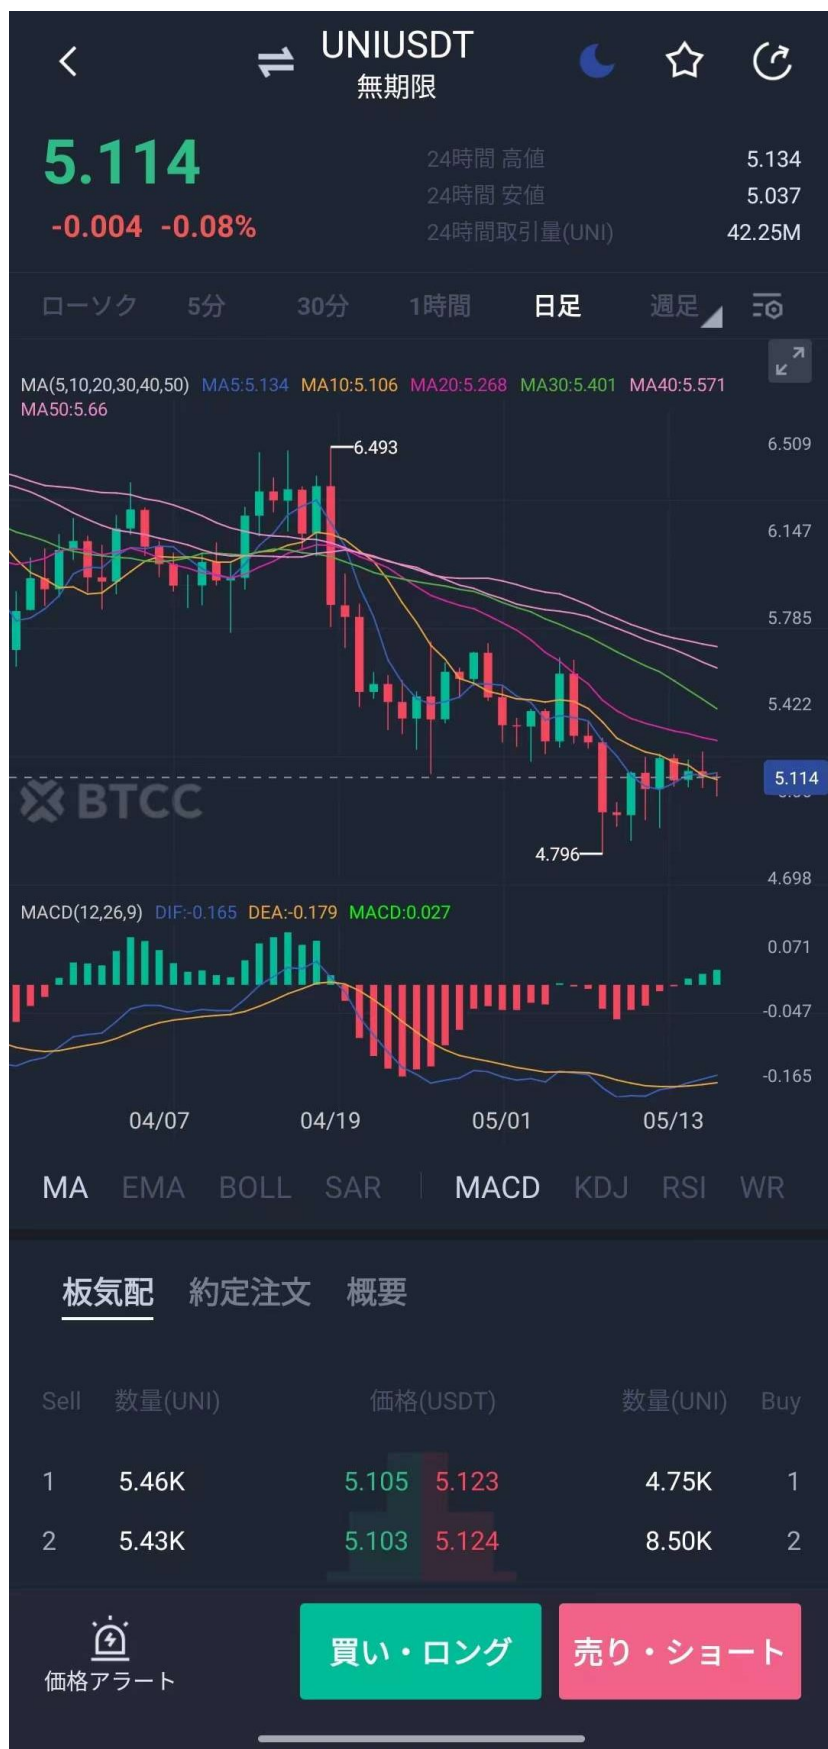 UNIUSDT
無期限
5.114
-0.004 -0.08%
24時間 高値 5.134
24時間 安値 5.037
24時間取引量(UNI) 42.25M
ローソク 5分 30分 1時間 日足 週足
MA(5,10,20,30,40,50) MA5:5.134 MA10:5.106 MA20:5.268 MA30:5.401 MA40:5.571
MA50:5.66
6.509
6.493
6.147
5.785
5.422
5.114
BTCC
4.796
4.698
MACD(12,26,9) DIF:-0.165 DEA:-0.179 MACD:0.027
0.071
-0.047
-0.165
04/07 04/19 05/01 05/13
MA EMA BOLL SAR MACD KDJ RSI WR
板気配 約定注文 概要
Sell 数量(UNI) 価格(USDT) 数量(UNI) Buy
1 5.46K 5.105 5.123 4.75K 1
2 5.43K 5.103 5.124 8.50K 2
価格アラート
買い・ロング
売り・ショート